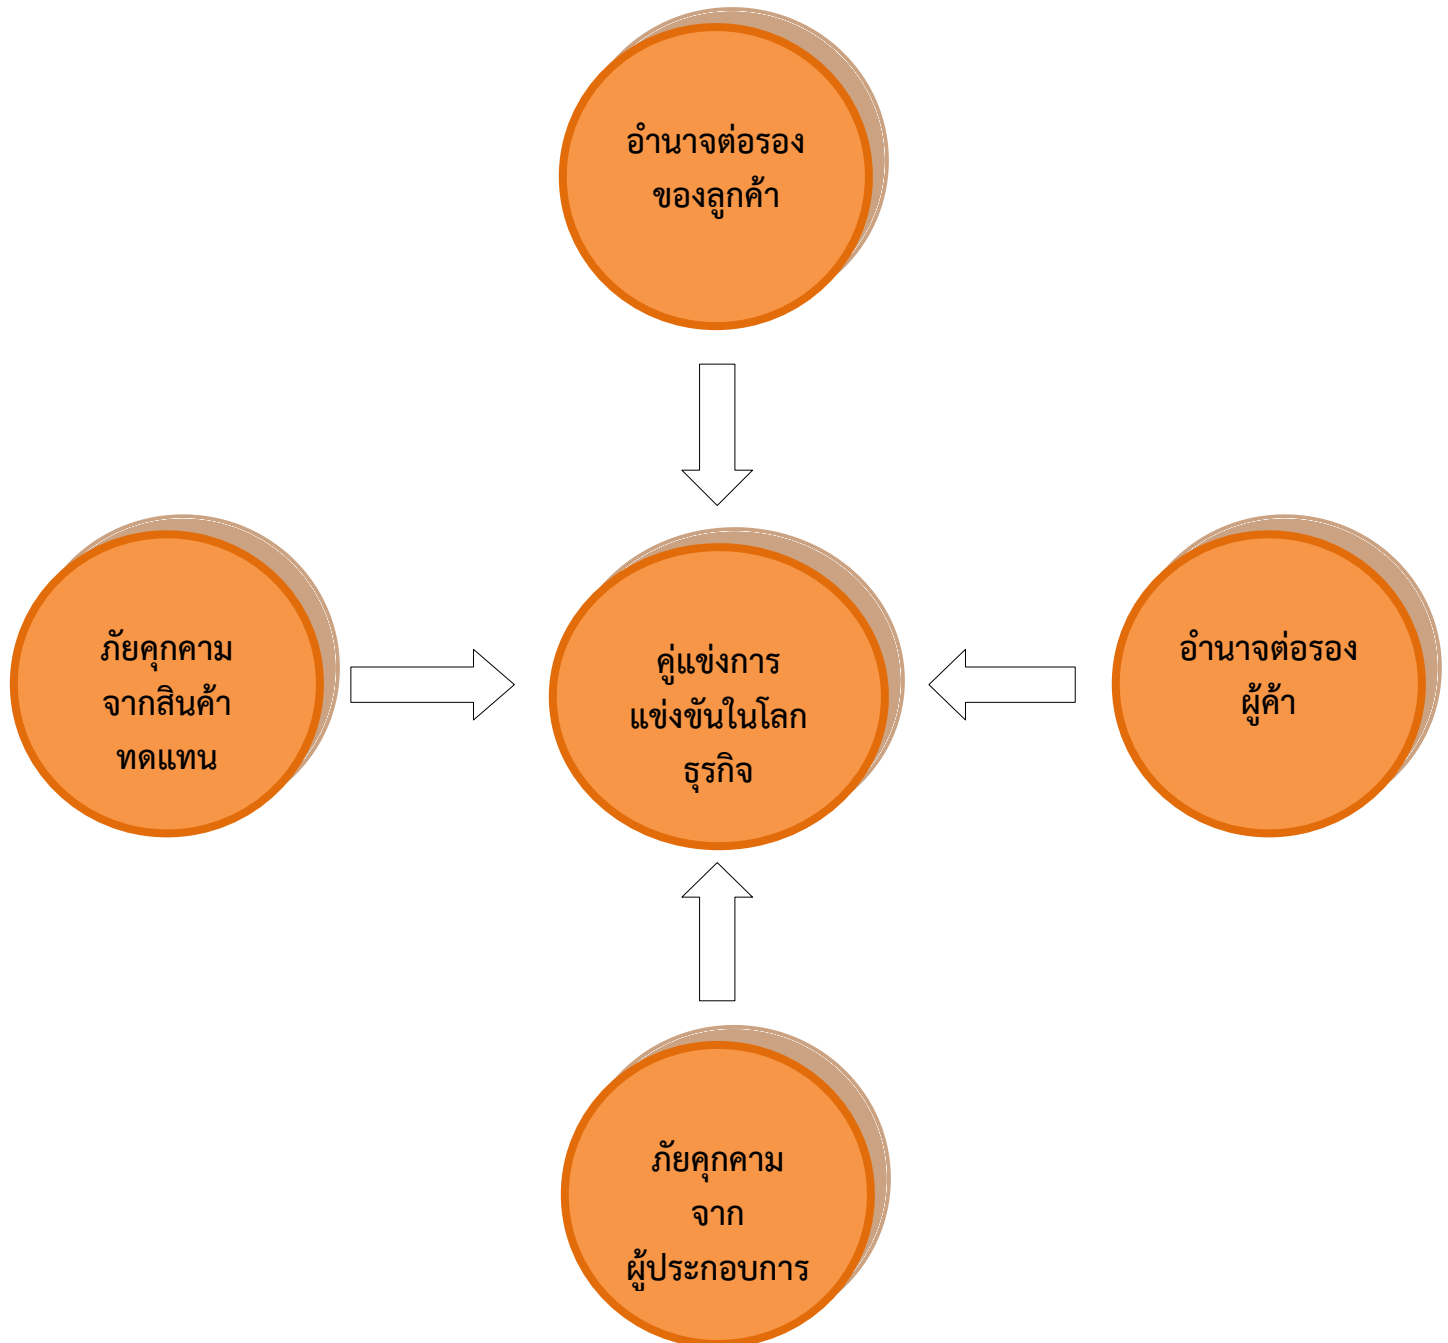 อำนาจต่อรอง
ของลูกค้า
ภัยคุกคาม
จากสินค้า
ทดแทน
คู่แข่งการ
แข่งขันในโลก
ธุรกิจ
อำนาจต่อรอง
ผู้ค้า
ภัยคุกคาม
จาก
ผู้ประกอบการ